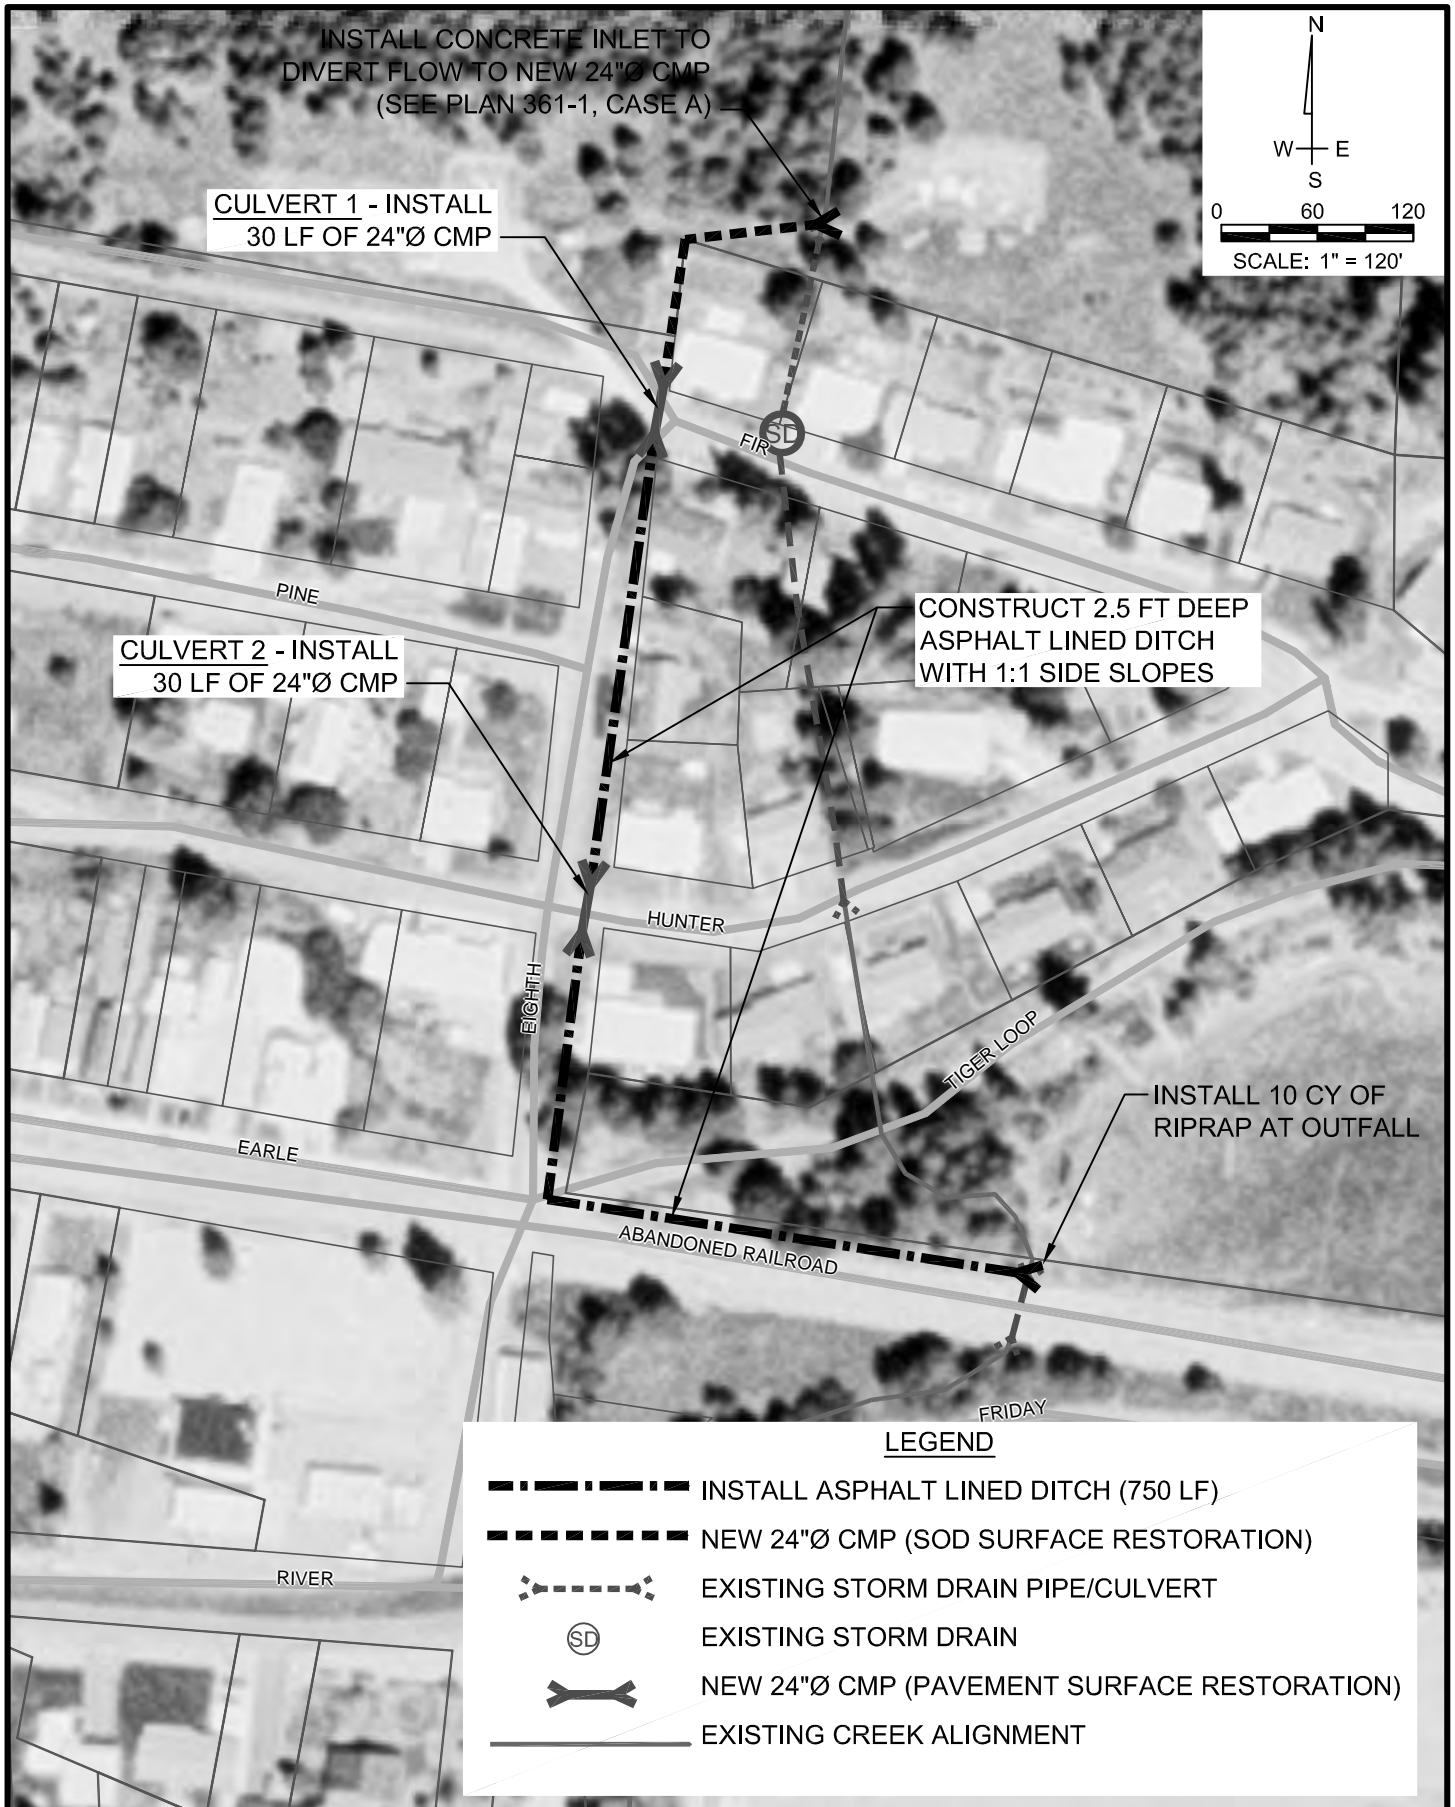 INSTALL CONCRETE INLET TO
DIVERT FLOW TO NEW 24"Ø CMP
(SEE PLAN 361-1, CASE A)
N
W E
S
0 60 120
SCALE: 1" = 120'
CULVERT 1 - INSTALL
30 LF OF 24"Ø CMP
FIR
SD
PINE
CONSTRUCT 2.5 FT DEEP
ASPHALT LINED DITCH
WITH 1:1 SIDE SLOPES
CULVERT 2 - INSTALL
30 LF OF 24"Ø CMP
HUNTER
EIGHTH
TIGER LOOP
INSTALL 10 CY OF
RIPRAP AT OUTFALL
EARLE
ABANDONED RAILROAD
FRIDAY
RIVER
LEGEND
INSTALL ASPHALT LINED DITCH (750 LF)
NEW 24"Ø CMP (SOD SURFACE RESTORATION)
EXISTING STORM DRAIN PIPE/CULVERT
SD EXISTING STORM DRAIN
NEW 24"Ø CMP (PAVEMENT SURFACE RESTORATION)
EXISTING CREEK ALIGNMENT